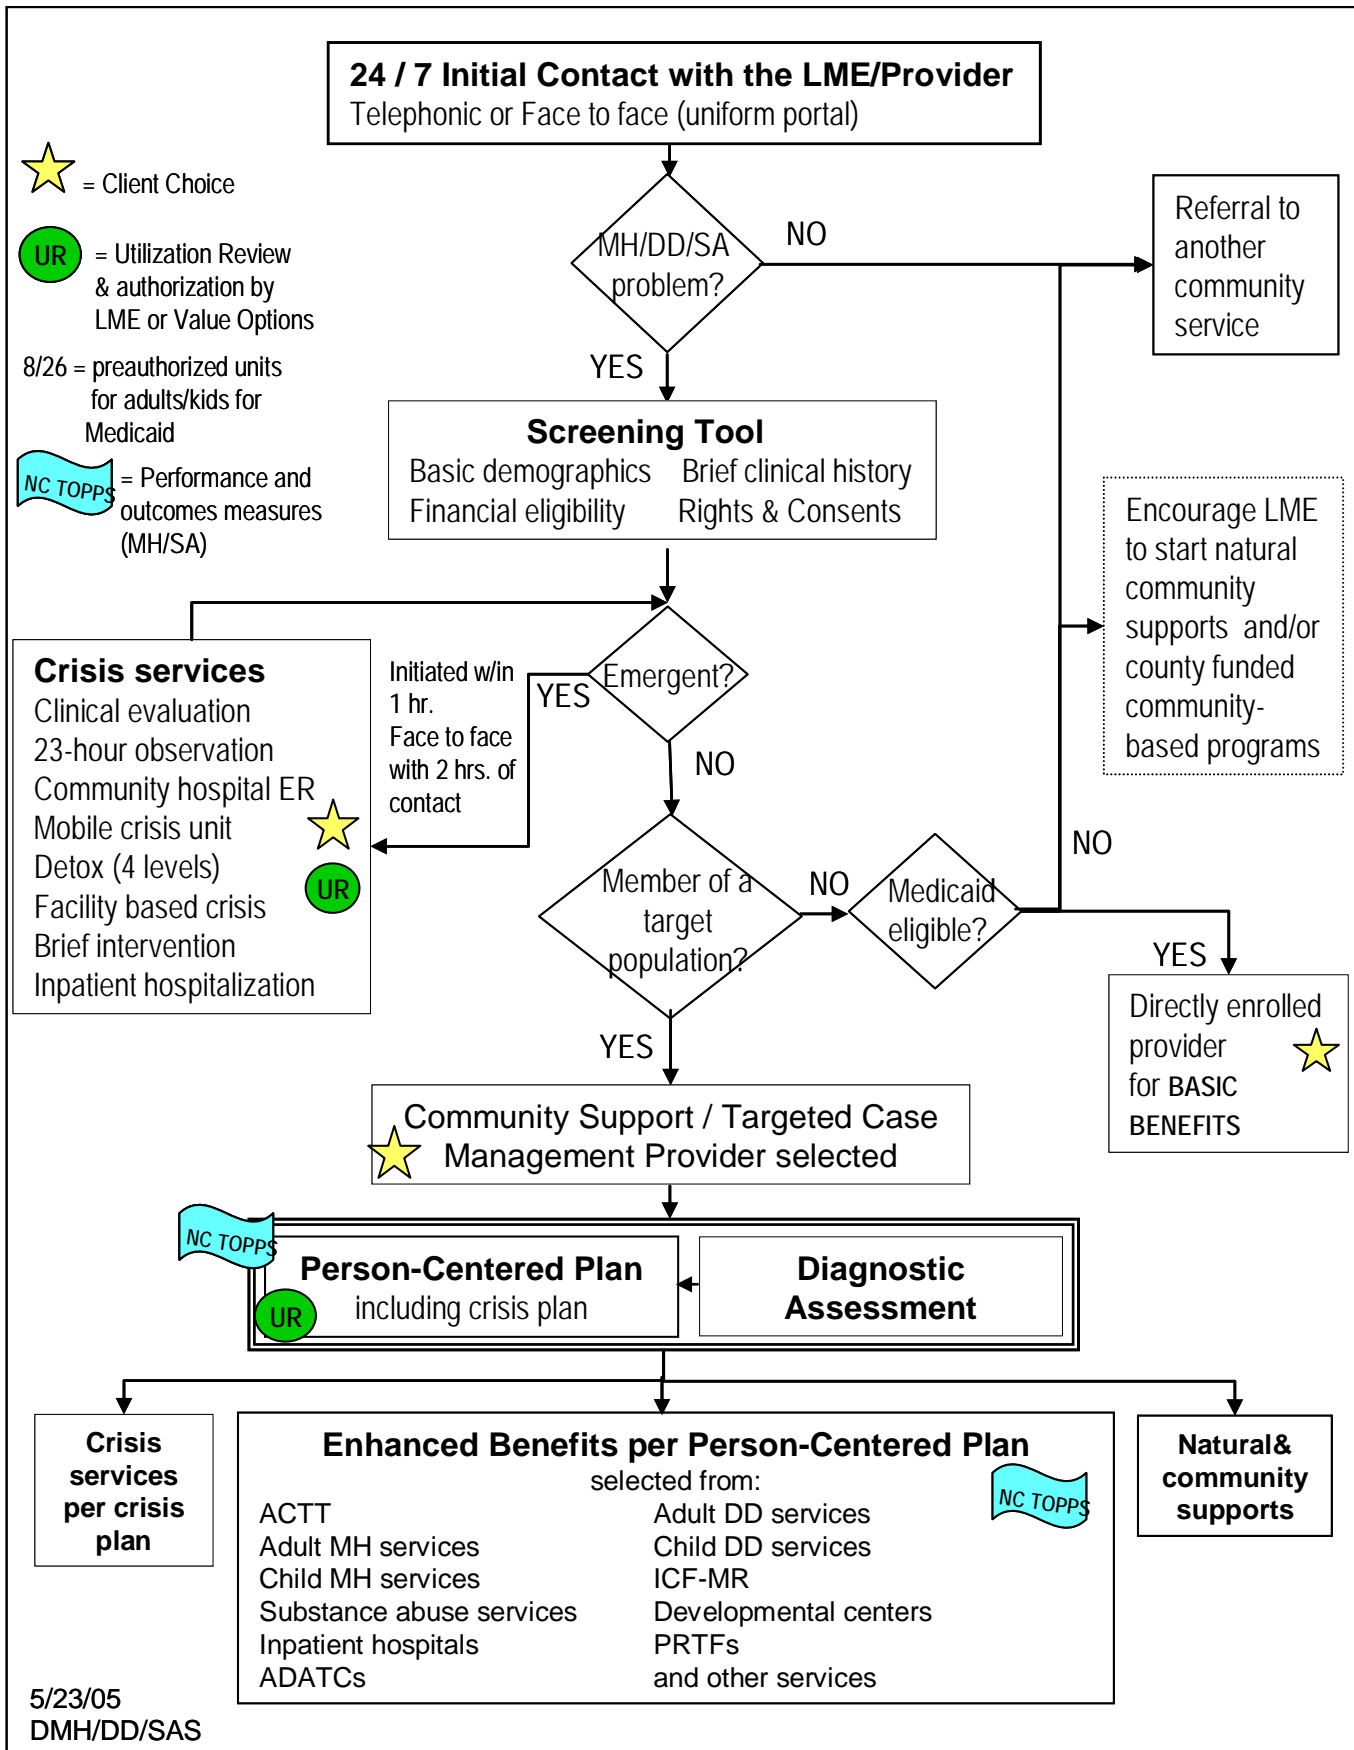 24 / 7 Initial Contact with the LME/Provider
Telephonic or Face to face (uniform portal)
= Client Choice
UR
= Utilization Review
& authorization by
LME or Value Options
8/26 = preauthorized units
for adults/kids for
Medicaid
NC TOPPS
= Performance and
outcomes measures
(MH/SA)
MH/DD/SA
problem?
NO
Referral to
another
community
service
YES
Screening Tool
Basic demographics Brief clinical history
Financial eligibility Rights & Consents
Encourage LME
to start natural
community
supports and/or
county funded
community-
based programs
Emergent?
YES
Initiated w/in
1 hr.
Face to face
with 2 hrs. of
contact
Crisis services
Clinical evaluation
23-hour observation
Community hospital ER
Mobile crisis unit
Detox (4 levels)
Facility based crisis
Brief intervention
Inpatient hospitalization
UR
NO
Member of a
target
population?
NO
Medicaid
eligible?
NO
YES
Directly enrolled
provider
for BASIC
BENEFITS
YES
Community Support / Targeted Case
Management Provider selected
NC TOPPS
Person-Centered Plan
including crisis plan
UR
Diagnostic
Assessment
Crisis
services
per crisis
plan
Enhanced Benefits per Person-Centered Plan
selected from:
NC TOPPS
ACTT
Adult MH services
Child MH services
Substance abuse services
Inpatient hospitals
ADATCs
Adult DD services
Child DD services
ICF-MR
Developmental centers
PRTFs
and other services
Natural&
community
supports
5/23/05
DMH/DD/SAS